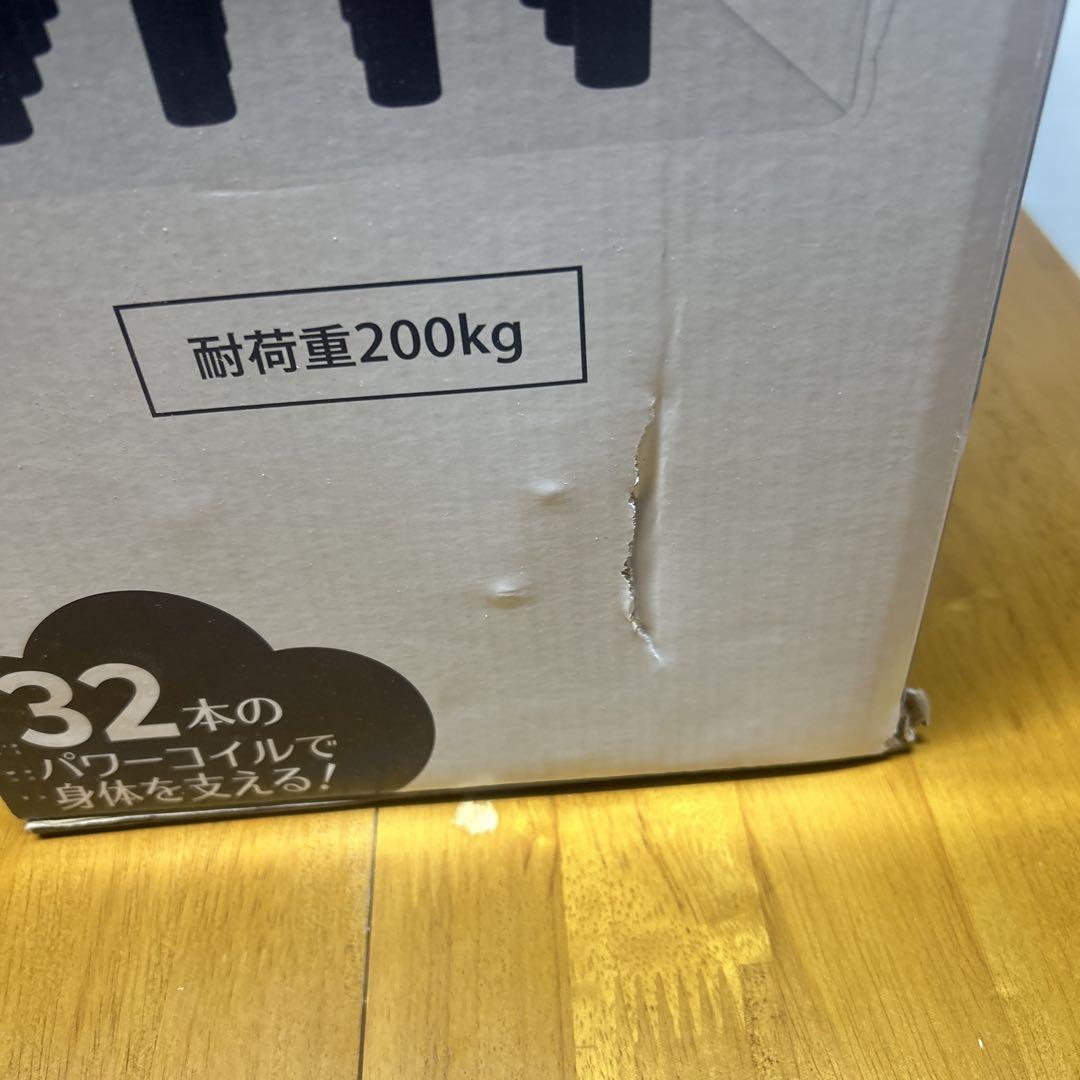 耐荷重200kg
32本の
パワーコイルで
身体を支える!